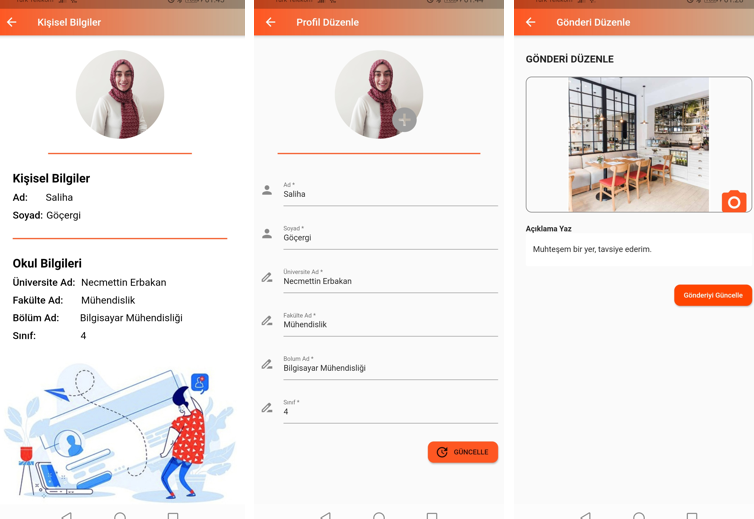 Kişisel Bilgiler
Kişisel Bilgiler
Ad: Saliha
Soyad: Göçergi
Okul Bilgileri
Üniversite Ad: Necmettin Erbakan
Fakülte Ad: Mühendislik
Bölüm Ad: Bilgisayar Mühendisliği
Sınıf: 4
Profil Düzenle
Ad *
Saliha
Soyad *
Göçergi
Üniversite Ad *
Necmettin Erbakan
Fakülte Ad *
Mühendislik
Bolum Ad *
Bilgisayar Mühendisliği
Sınıf *
4
GÜNCELLE
Gönderi Düzenle
GÖNDERİ DÜZENLE
Açıklama Yaz
Muhteşem bir yer, tavsiye ederim.
Gönderiyi Güncelle